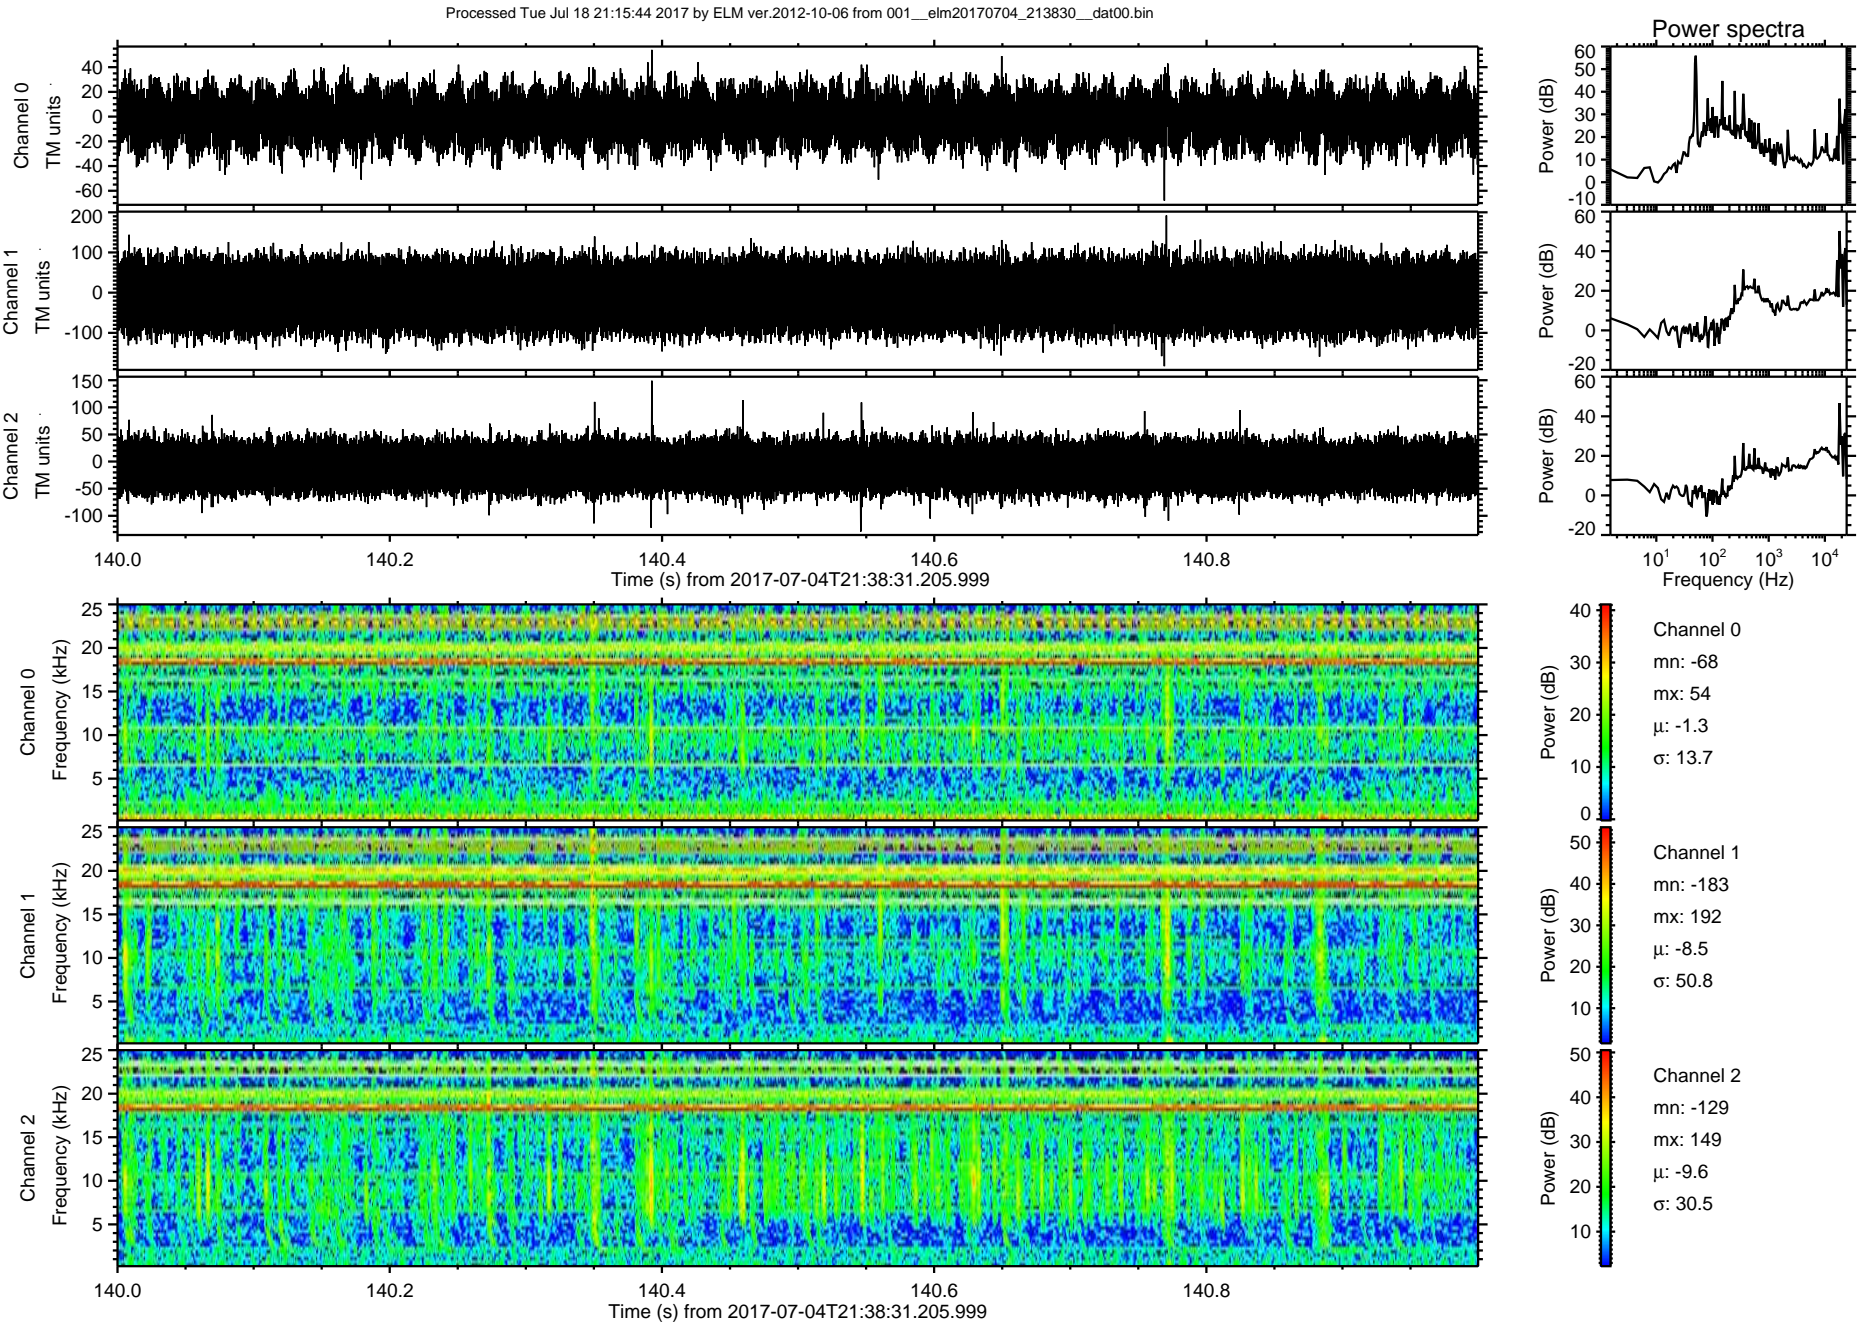 Processed Tue Jul 18 21:15:44 2017 by ELM ver.2012-10-06 from 001__elm20170704_213830__dat00.bin
Power spectra
Channel 0
TM units
40
20
0
-20
-40
-60
Power (dB)
60
50
40
30
20
10
0
-10
Channel 1
TM units
200
100
0
-100
Power (dB)
60
40
20
0
-20
Channel 2
TM units
150
100
50
0
-50
-100
Power (dB)
60
40
20
0
-20
140.0 140.2 140.4 140.6 140.8
Time (s) from 2017-07-04T21:38:31.205.999
10^1 10^2 10^3 10^4
Frequency (Hz)
Channel 0
Frequency (kHz)
25
20
15
10
5
Power (dB)
40
30
20
10
0
Channel 0
mn: -68
mx: 54
μ: -1.3
σ: 13.7
Channel 1
Frequency (kHz)
25
20
15
10
5
Power (dB)
50
40
30
20
10
Channel 1
mn: -183
mx: 192
μ: -8.5
σ: 50.8
Channel 2
Frequency (kHz)
25
20
15
10
5
Power (dB)
50
40
30
20
10
Channel 2
mn: -129
mx: 149
μ: -9.6
σ: 30.5
140.0 140.2 140.4 140.6 140.8
Time (s) from 2017-07-04T21:38:31.205.999